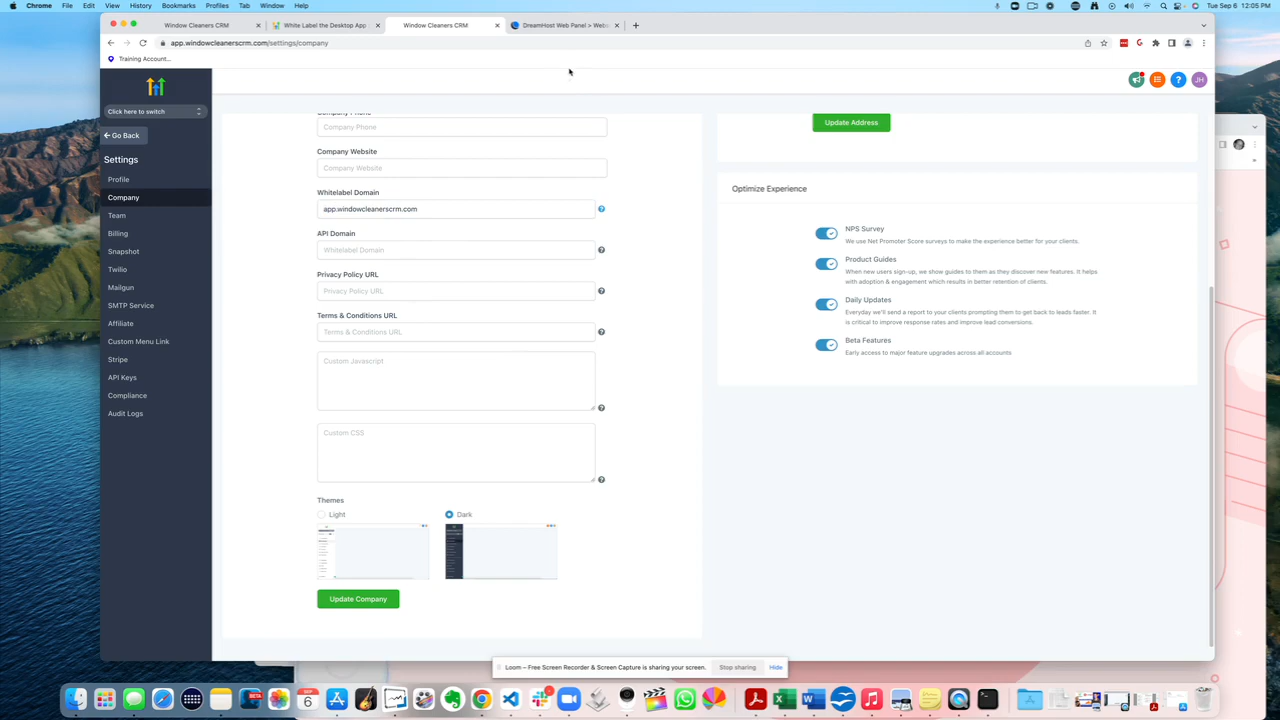 Chrome File Edit View History Bookmarks Profiles Tab Window Help
Tue Sep 6 12:05 PM
Window Cleaners CRM
White Label the Desktop App
Window Cleaners CRM
DreamHost Web Panel > Webs
app.windowcleanerscrm.com/settings/company
Training Account...
JH
Click here to switch
Go Back
Settings
Profile
Company
Team
Billing
Snapshot
Twilio
Mailgun
SMTP Service
Affiliate
Custom Menu Link
Stripe
API Keys
Compliance
Audit Logs
Company Phone
Company Phone
Company Website
Company Website
Whitelabel Domain
app.windowcleanerscrm.com
API Domain
Whitelabel Domain
Privacy Policy URL
Privacy Policy URL
Terms & Conditions URL
Terms & Conditions URL
Custom Javascript
Custom CSS
Themes
Light
Dark
Update Company
Update Address
Optimize Experience
NPS Survey
We use Net Promoter Score surveys to make the experience better for your clients.
Product Guides
When new users sign-up, we show guides to them as they discover new features. It helps
with adoption & engagement which results in better retention of clients.
Daily Updates
Everyday we'll send a report to your clients prompting them to get back to leads faster. It
is critical to improve response rates and improve lead conversions.
Beta Features
Early access to major feature upgrades across all accounts
Loom – Free Screen Recorder & Screen Capture is sharing your screen.
Stop sharing
Hide
SEP
6
BETA